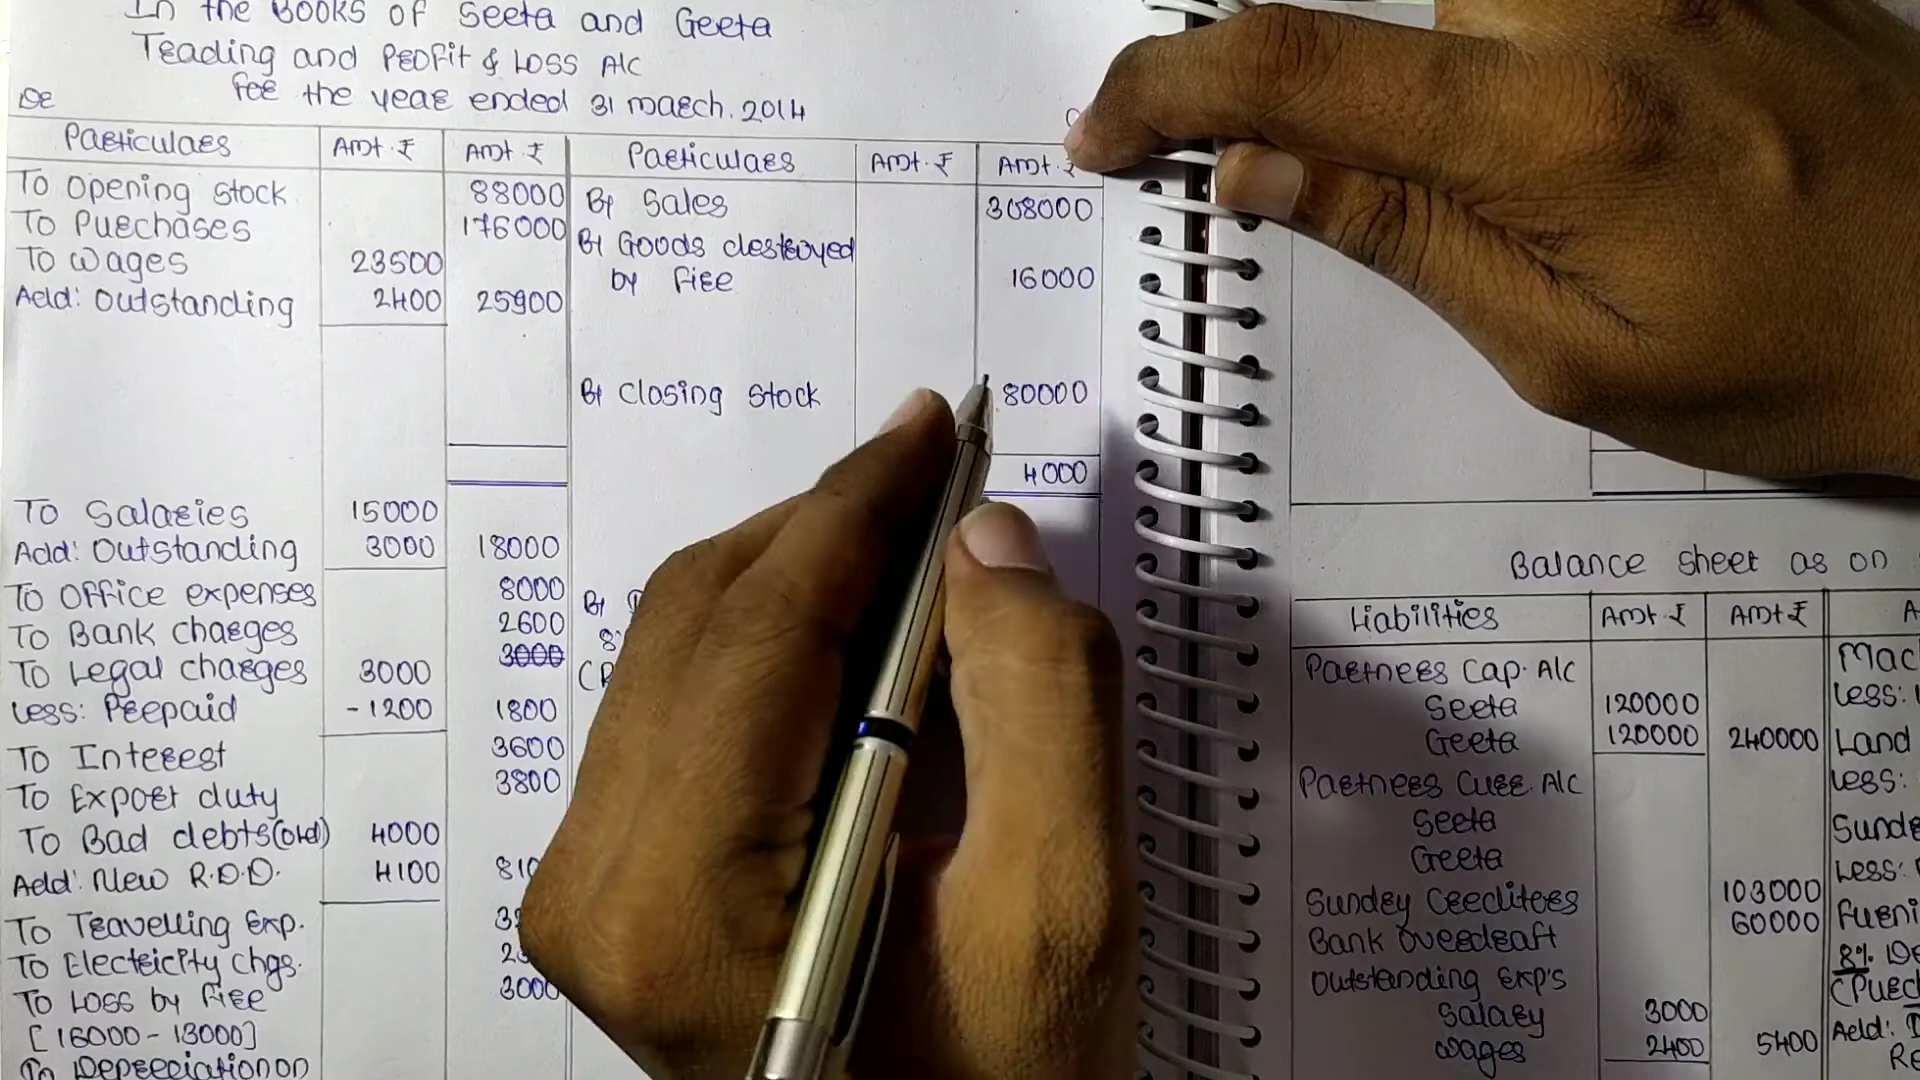 In the Books of Seeta and Geeta
Trading and Profit & Loss A/c
for the year ended 31 march. 2014
Dr
Particulars Amt.₹ Amt ₹ Particulars Amt.₹ Amt.₹
To Opening stock 88000 By Sales 308000
To Purchases 176000 By Goods destroyed
To Wages 23500 by fire 16000
Add: Outstanding 2400 25900
By Closing stock 80000
4000
To Salaries 15000
Add: Outstanding 3000 18000
To Office expenses 8000 By
To Bank charges 2600
3000
To Legal charges 3000
Less: Prepaid -1200 1800
To Interest 3600
To Export duty 3800
To Bad debts(old) 4000
Add: New R.D.D. 4100
To Travelling Exp.
To Electricity Chgs.
To Loss by fire 3000
[16000-13000]
To Depreciation on
Balance sheet as on
Liabilities Amt.₹ Amt ₹
Partners Cap. A/c
Seeta 120000
Geeta 120000 240000 Land
Less:
Partners Curr. A/c
Less:
Seeta
Geeta
Less:
Sundry Creditors 103000
Bank Overdraft 60000
8%
Outstanding Exp's
Salary 3000
Wages 2400 5400 Add: